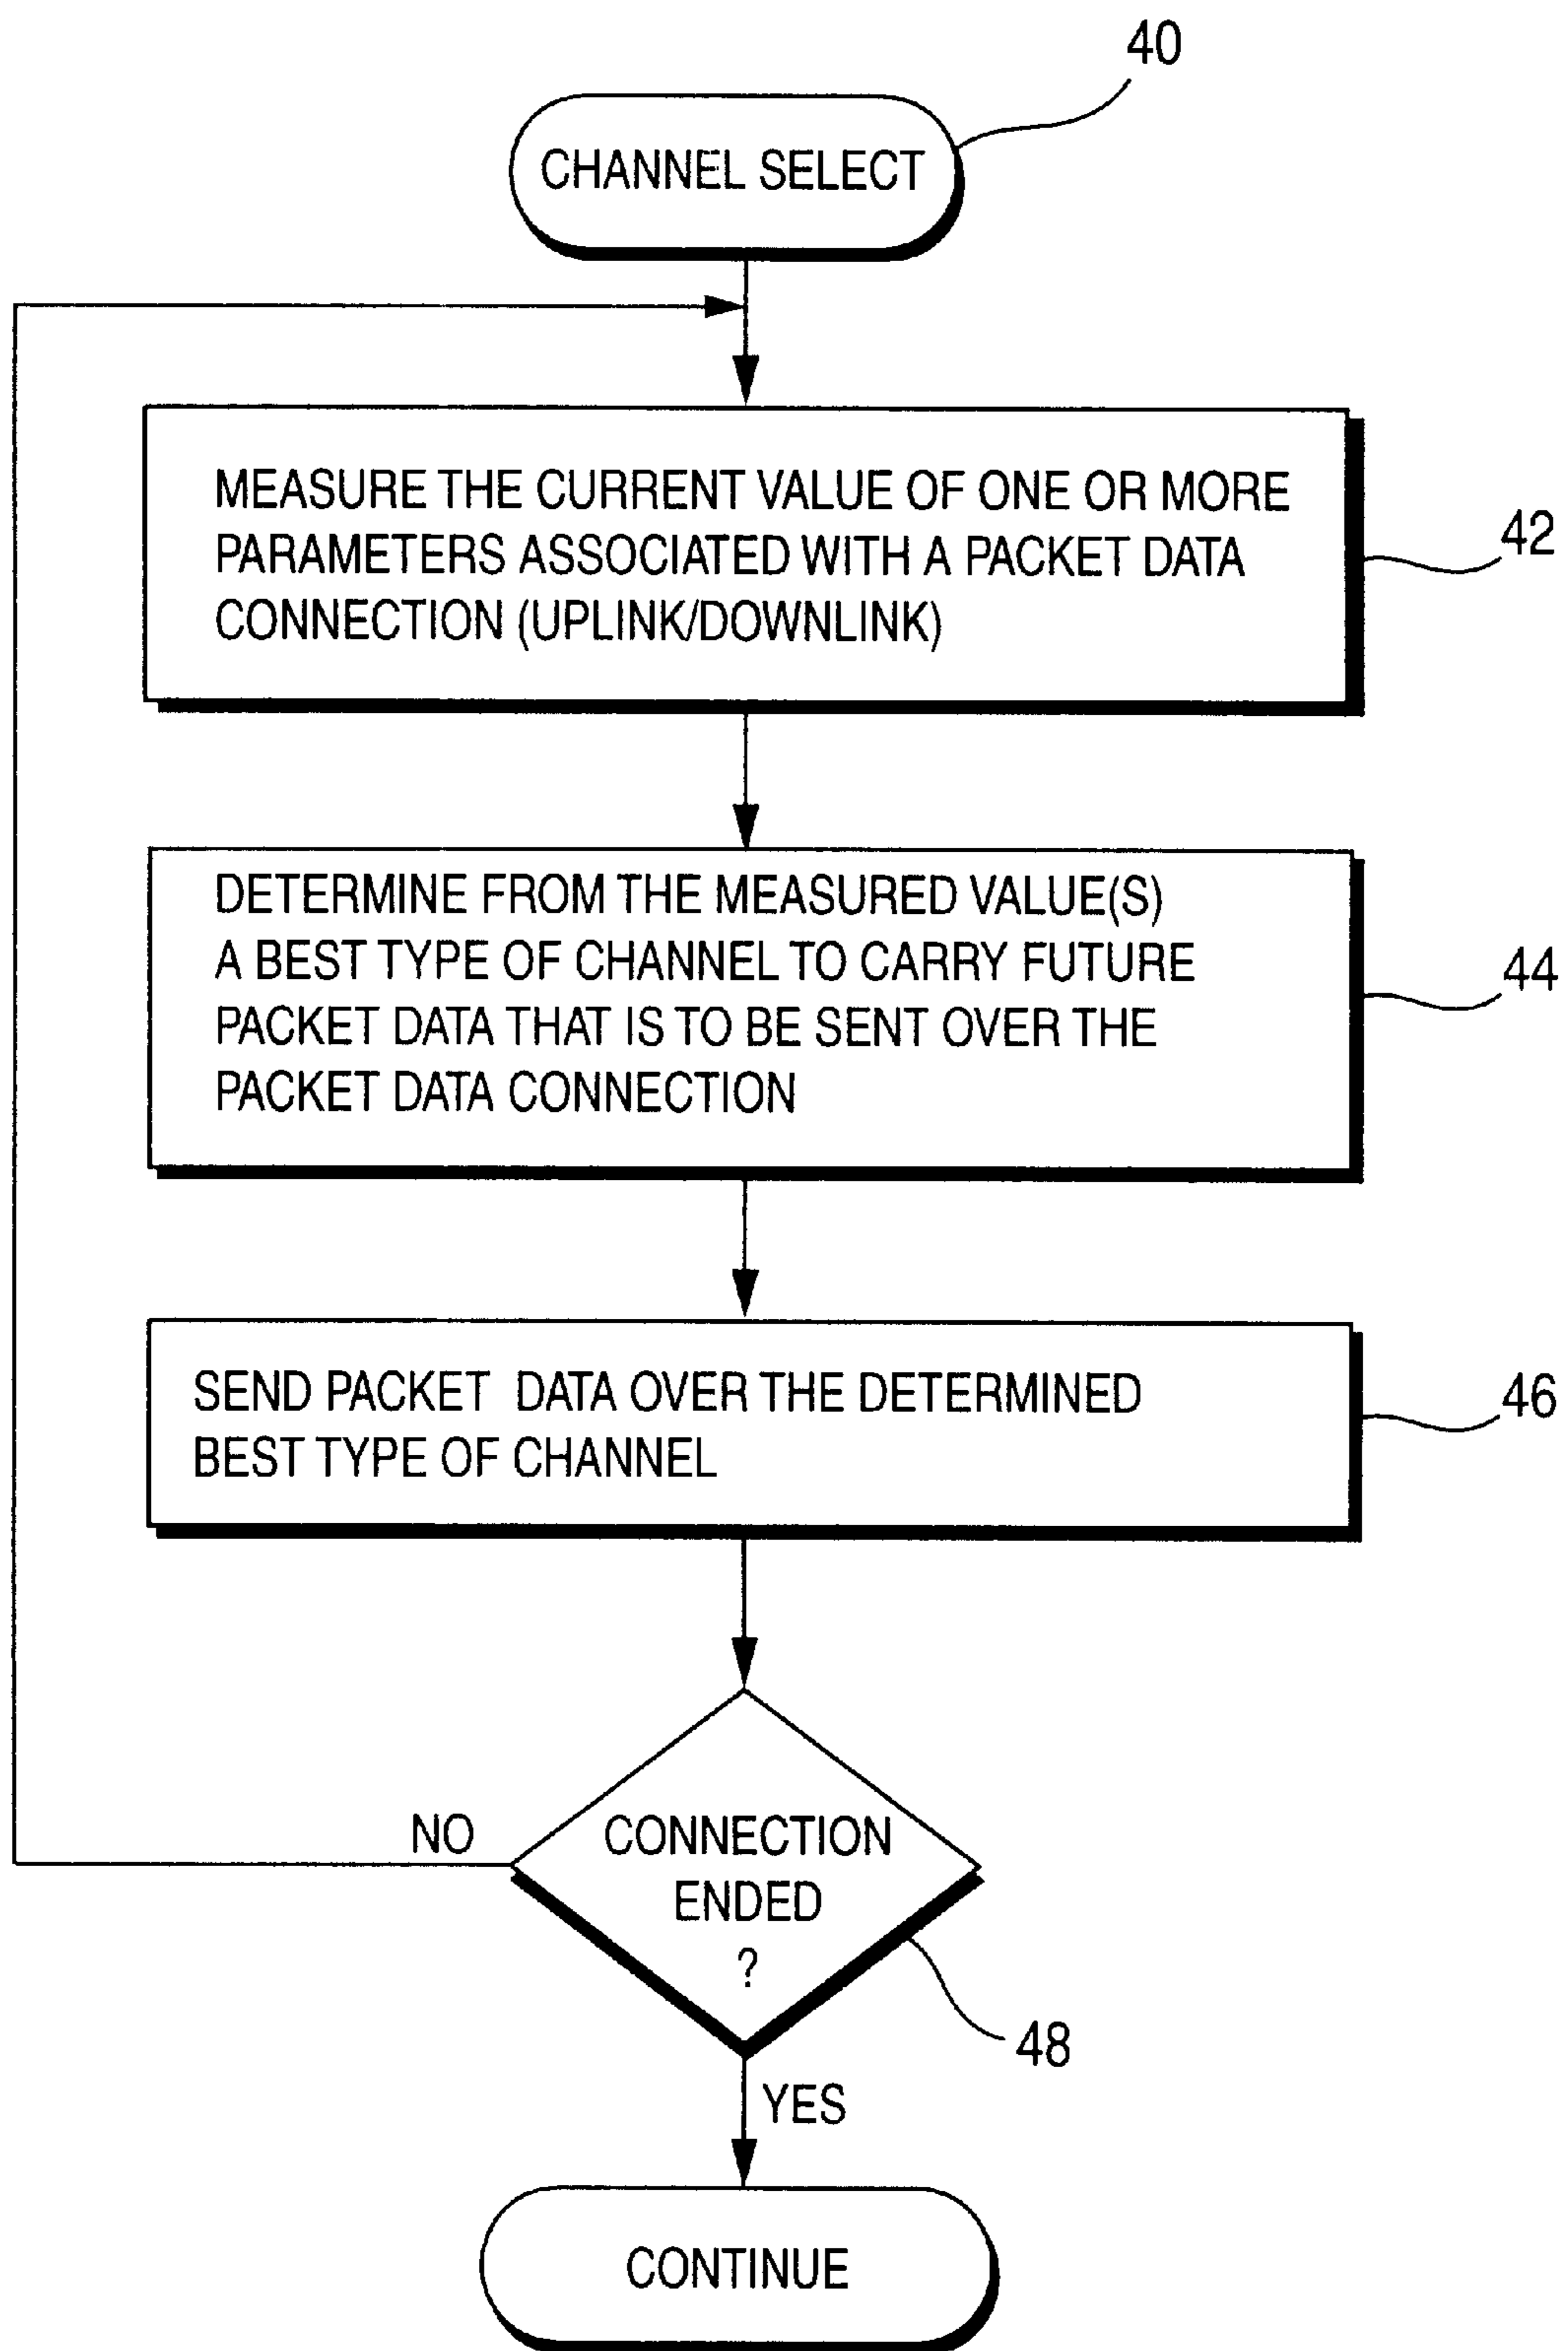 40
CHANNEL SELECT
MEASURE THE CURRENT VALUE OF ONE OR MORE
PARAMETERS ASSOCIATED WITH A PACKET DATA
CONNECTION (UPLINK/DOWNLINK)
42
DETERMINE FROM THE MEASURED VALUE(S)
A BEST TYPE OF CHANNEL TO CARRY FUTURE
PACKET DATA THAT IS TO BE SENT OVER THE
PACKET DATA CONNECTION
44
SEND PACKET DATA OVER THE DETERMINED
BEST TYPE OF CHANNEL
46
NO
CONNECTION
ENDED
?
48
YES
CONTINUE